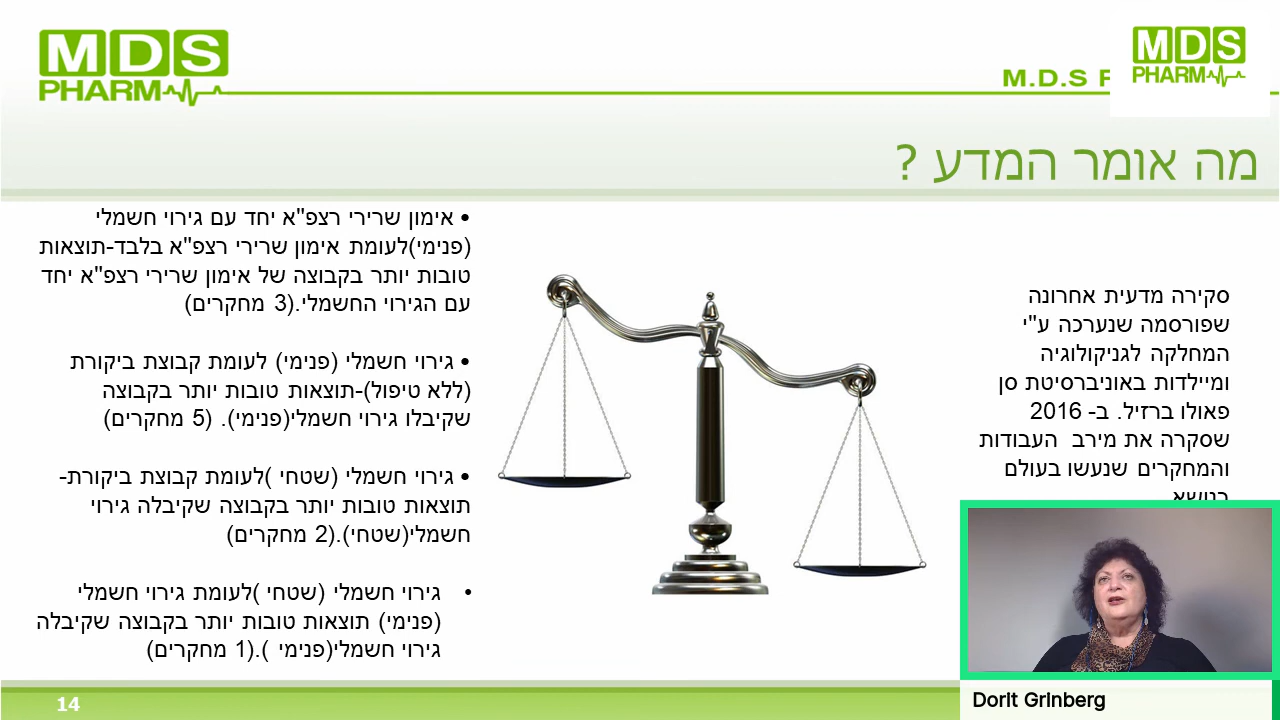 MDS
PHARM
M.D.S P
MDS
PHARM
מה אומר המדע ?
סקירה מדעית אחרונה
שפורסמה שנערכה ע"י
המחלקה לגניקולוגיה
ומיילדות באוניברסיטת סן
פאולו ברזיל. ב- 2016
שסקרה את מירב העבודות
והמחקרים שנעשו בעולם
בנושא
• אימון שרירי רצפ"א יחד עם גירוי חשמלי
(פנימי)לעומת אימון שרירי רצפ"א בלבד-תוצאות
טובות יותר בקבוצה של אימון שרירי רצפ"א יחד
עם הגירוי החשמלי.(3 מחקרים)
• גירוי חשמלי (פנימי) לעומת קבוצת ביקורת
(ללא טיפול)-תוצאות טובות יותר בקבוצה
שקיבלו גירוי חשמלי(פנימי). (5 מחקרים)
• גירוי חשמלי (שטחי )לעומת קבוצת ביקורת-
תוצאות טובות יותר בקבוצה שקיבלה גירוי
חשמלי(שטחי).(2 מחקרים)
• גירוי חשמלי (שטחי )לעומת גירוי חשמלי
(פנימי) תוצאות טובות יותר בקבוצה שקיבלה
גירוי חשמלי(פנימי ).(1 מחקרים)
14
Dorit Grinberg